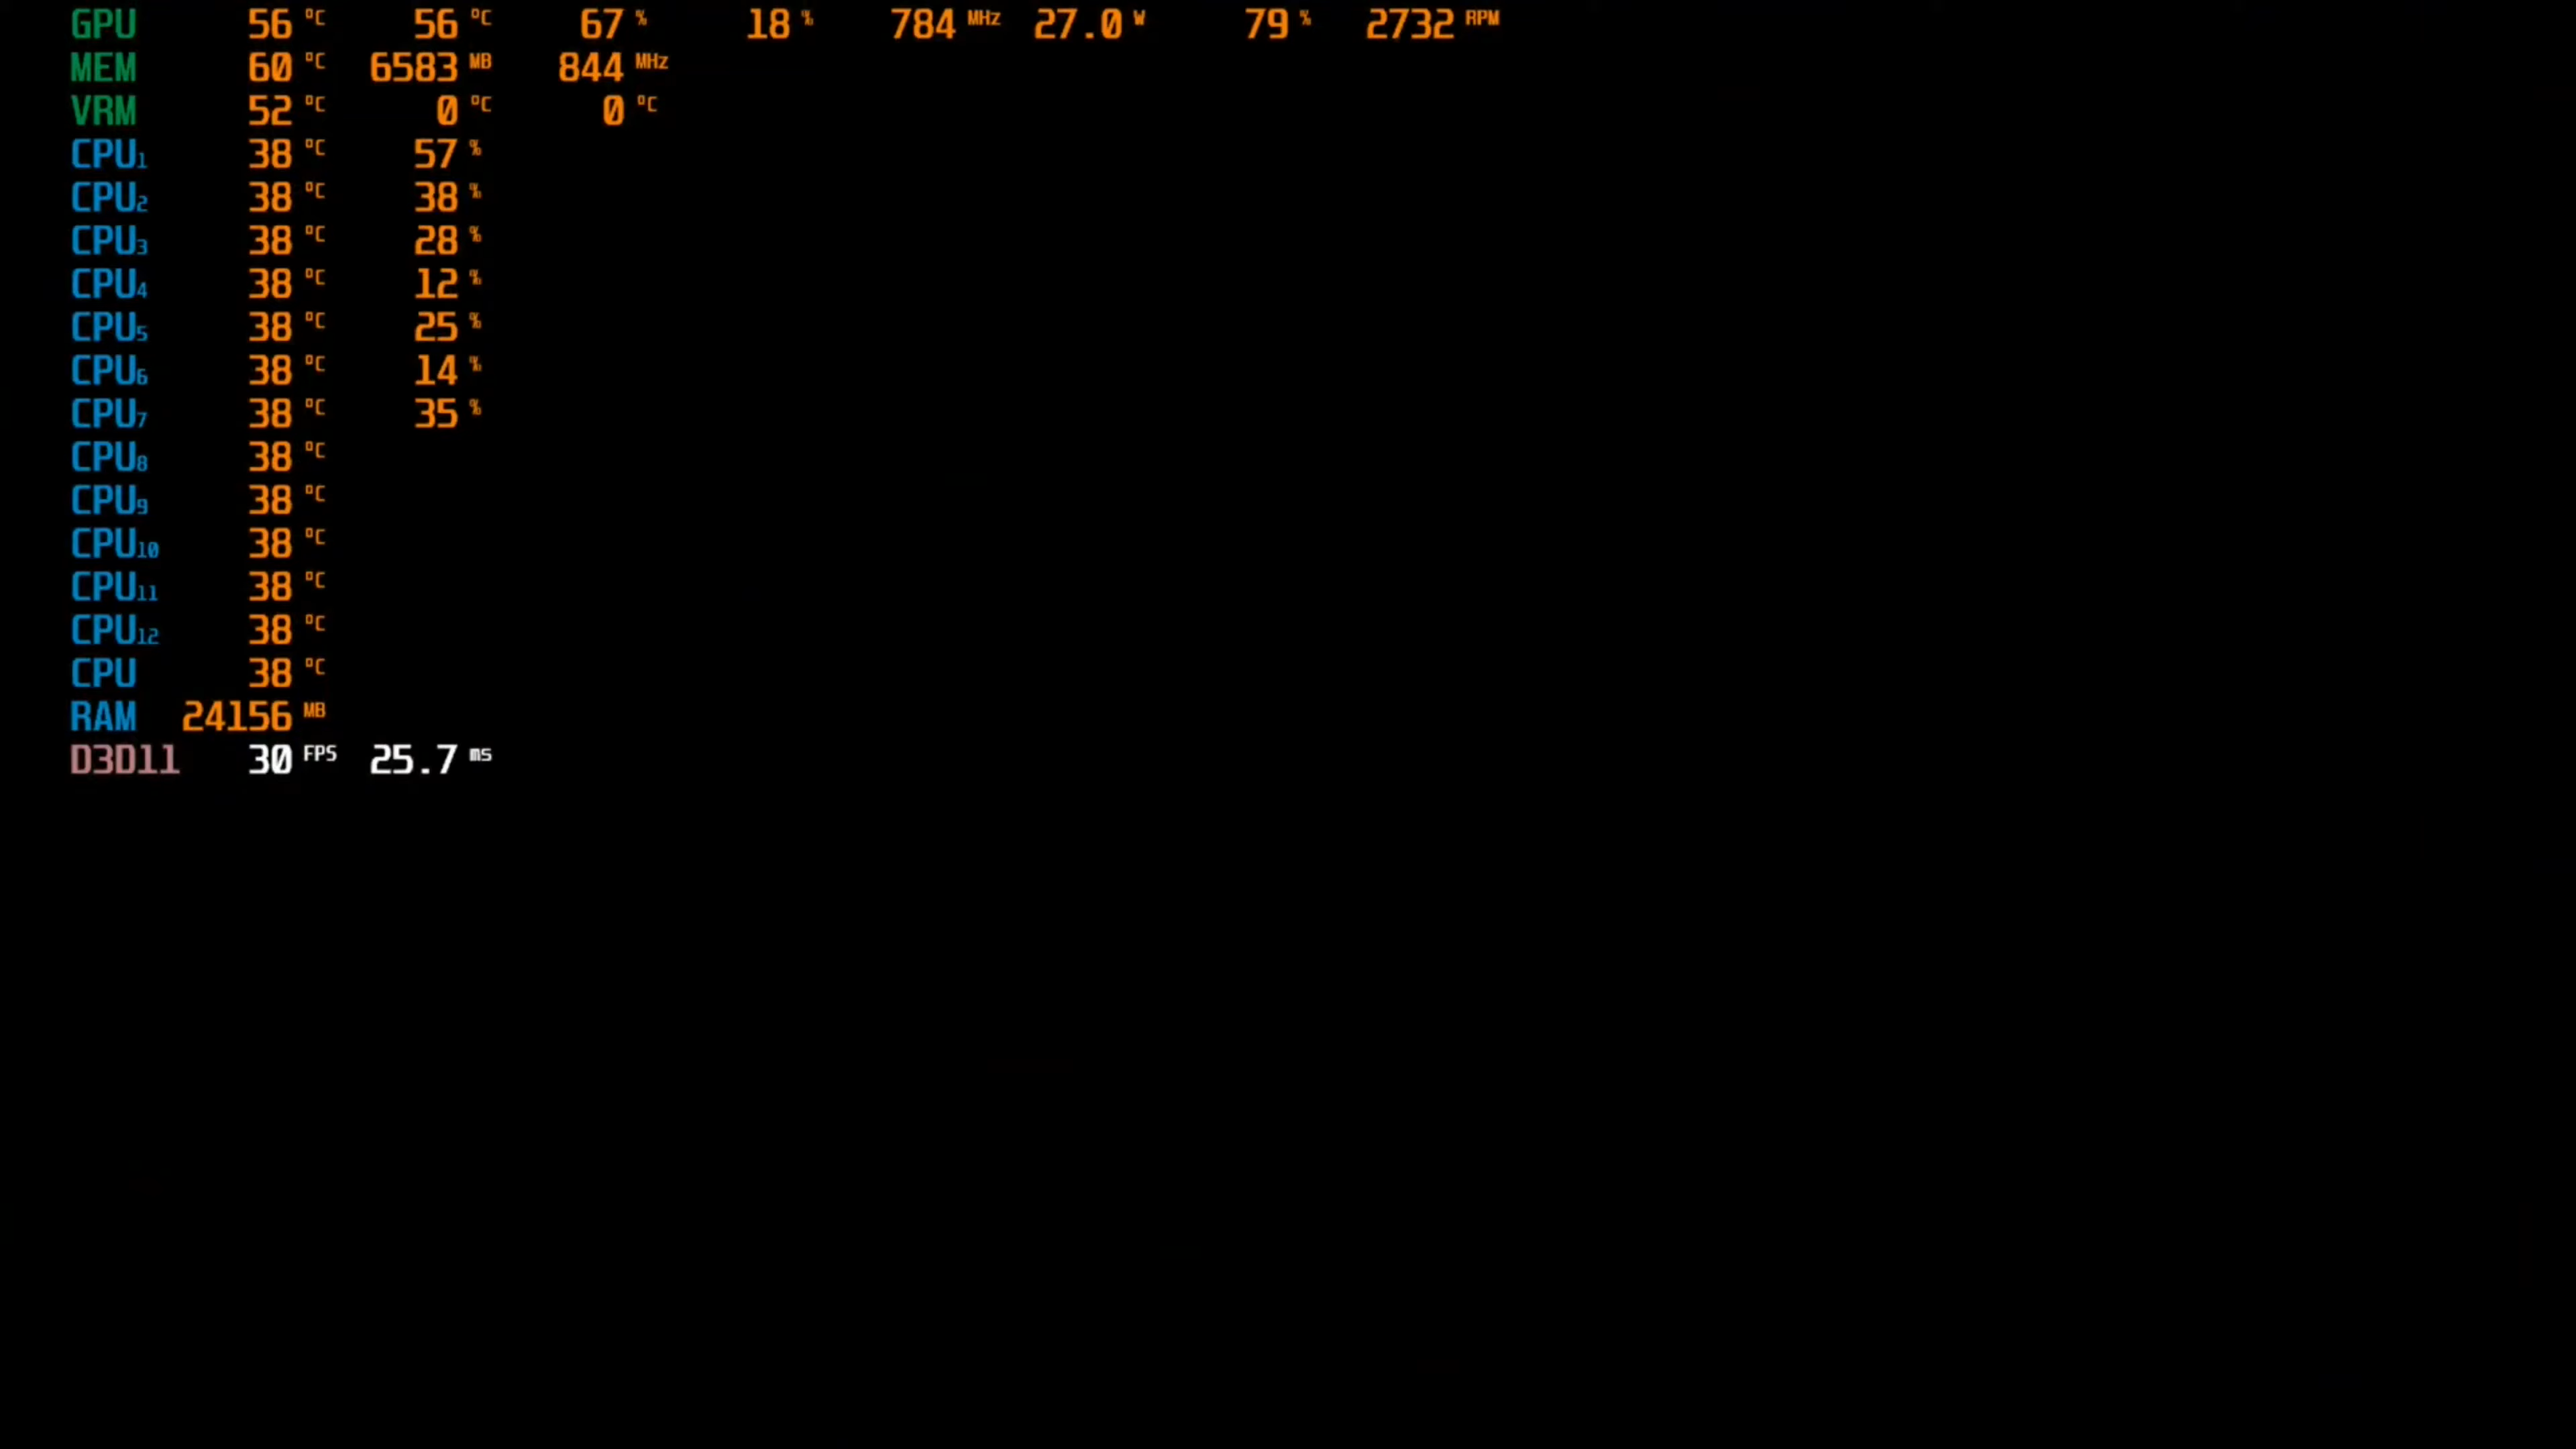 GPU 56 °C 56 °C 67 % 18 % 784 MHz 27.0 W 79 % 2732 RPM
MEM 60 °C 6583 MB 844 MHz
VRM 52 °C 0 °C 0 °C
CPU1 38 °C 57 %
CPU2 38 °C 38 %
CPU3 38 °C 28 %
CPU4 38 °C 12 %
CPU5 38 °C 25 %
CPU6 38 °C 14 %
CPU7 38 °C 35 %
CPU8 38 °C
CPU9 38 °C
CPU10 38 °C
CPU11 38 °C
CPU12 38 °C
CPU 38 °C
RAM 24156 MB
D3D11 30 FPS 25.7 ms